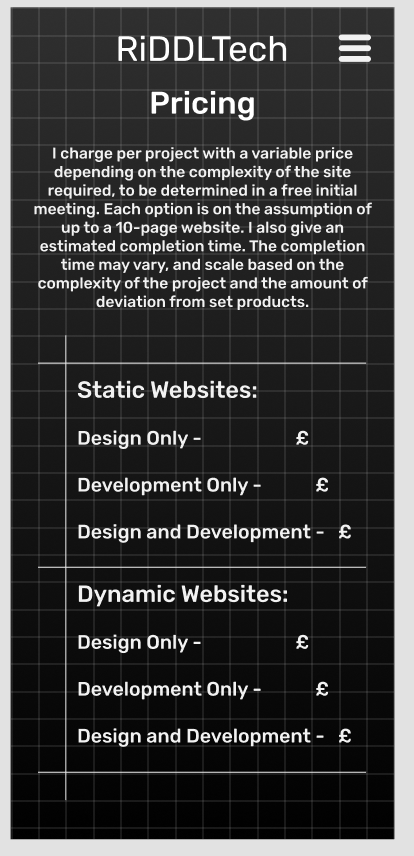 RiDDLTech
Pricing
I charge per project with a variable price
depending on the complexity of the site
required, to be determined in a free initial
meeting. Each option is on the assumption of
up to a 10-page website. I also give an
estimated completion time. The completion
time may vary, and scale based on the
complexity of the project and the amount of
deviation from set products.
Static Websites:
Design Only - £
Development Only - £
Design and Development - £
Dynamic Websites:
Design Only - £
Development Only - £
Design and Development - £